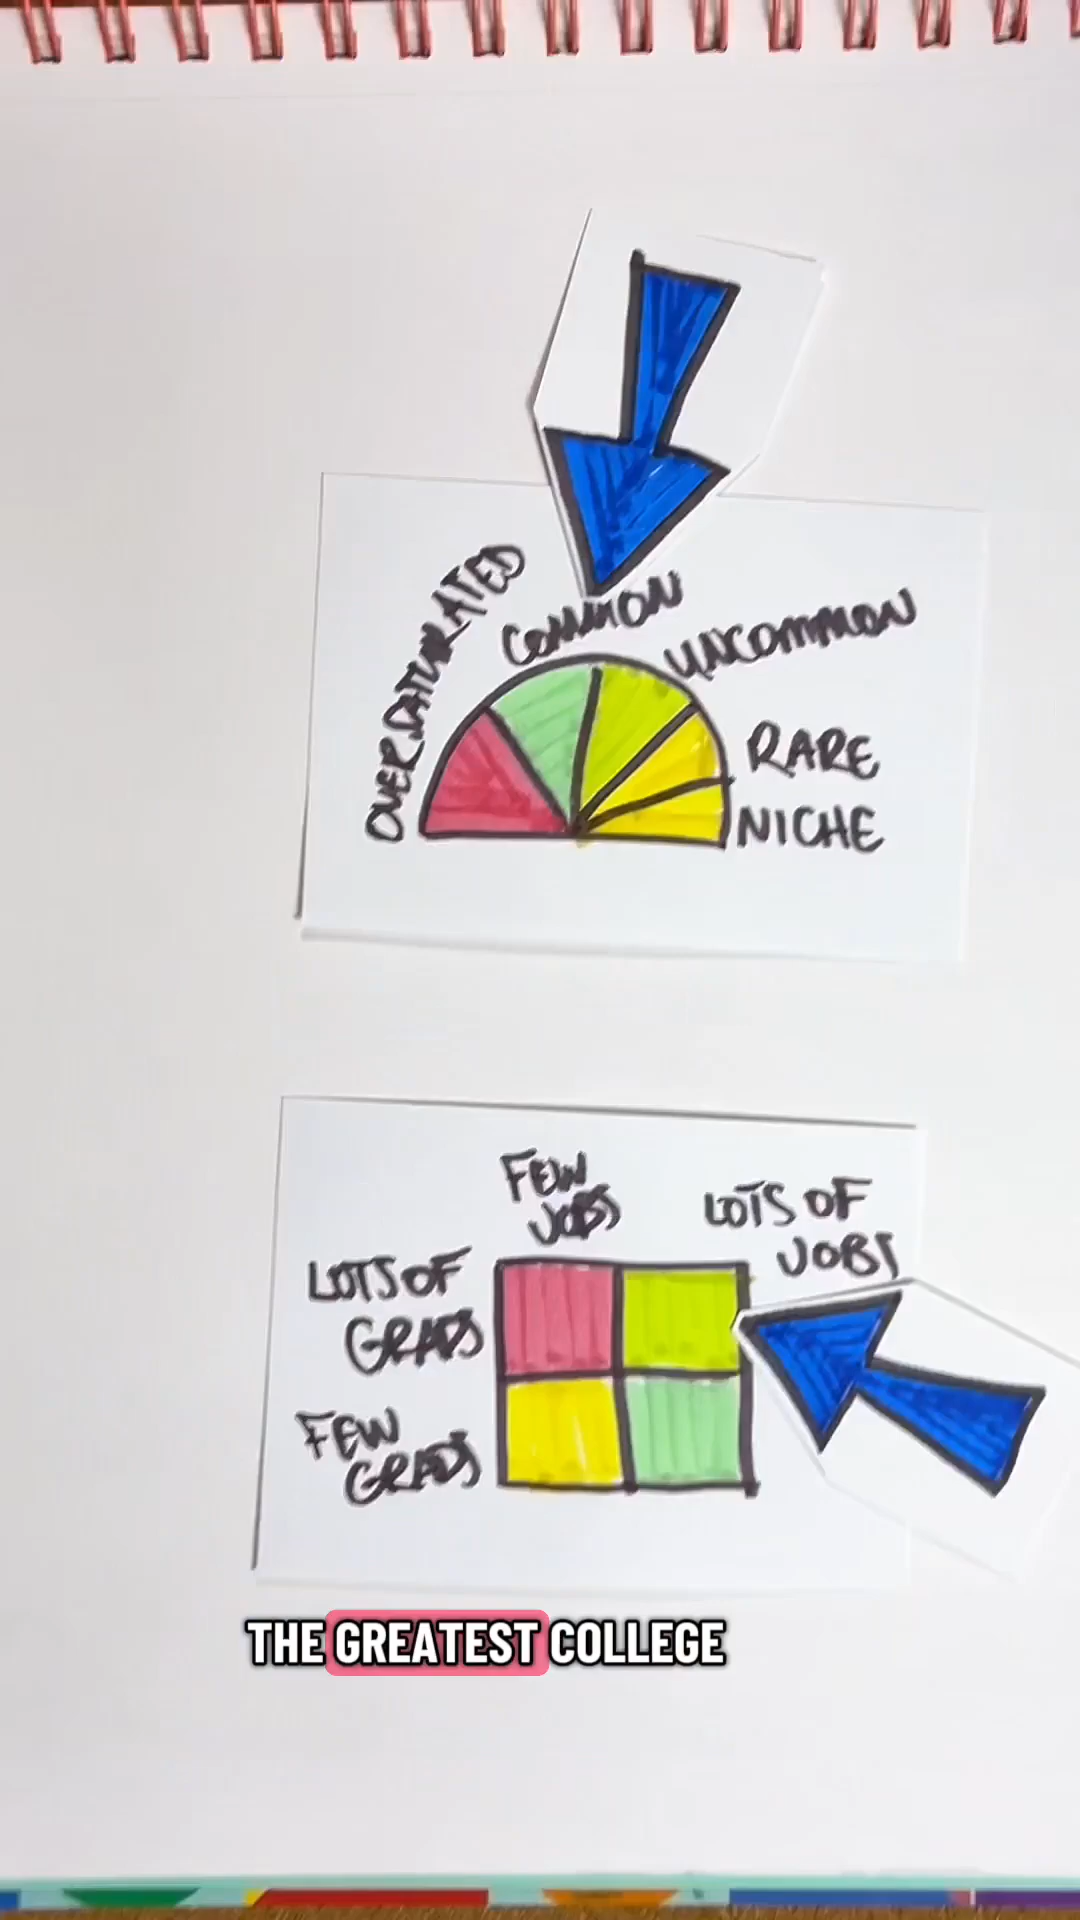 OVERSATURATED
COMMON
UNCOMMON
RARE
NICHE
FEW
JOBS
LOTS OF
JOBS
LOTS OF
GRADS
FEW
GRADS
THE GREATEST COLLEGE